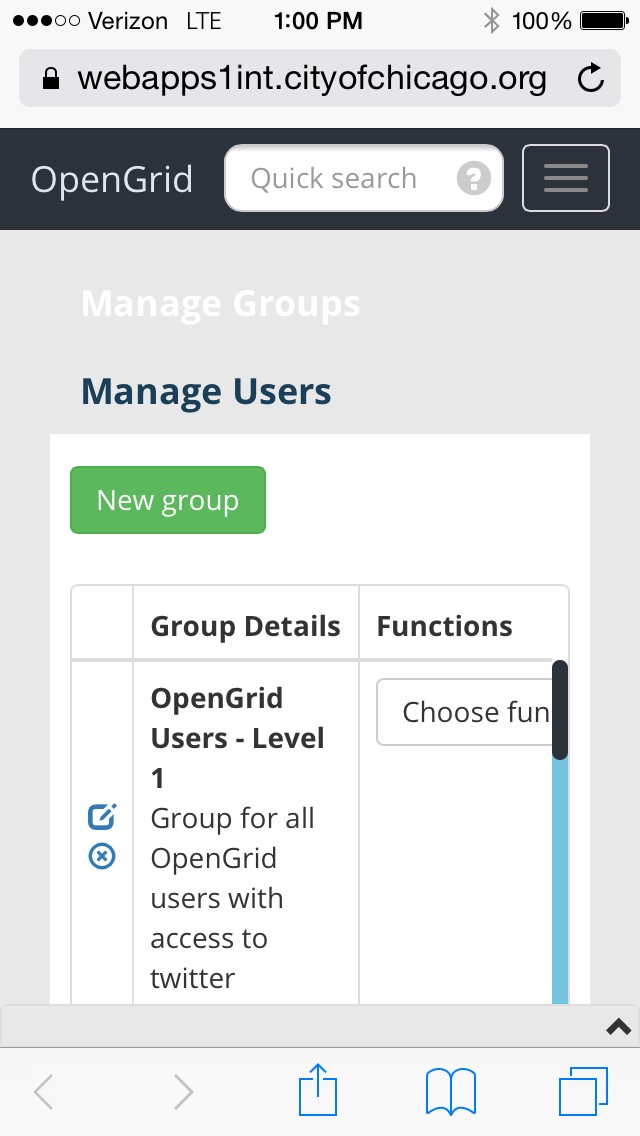 Verizon LTE 1:00 PM 100%
webapps1int.cityofchicago.org
OpenGrid Quick search ?
Manage Groups
Manage Users
New group
Group Details Functions
OpenGrid
Users - Level
1
Choose fun
Group for all
OpenGrid
users with
access to
twitter